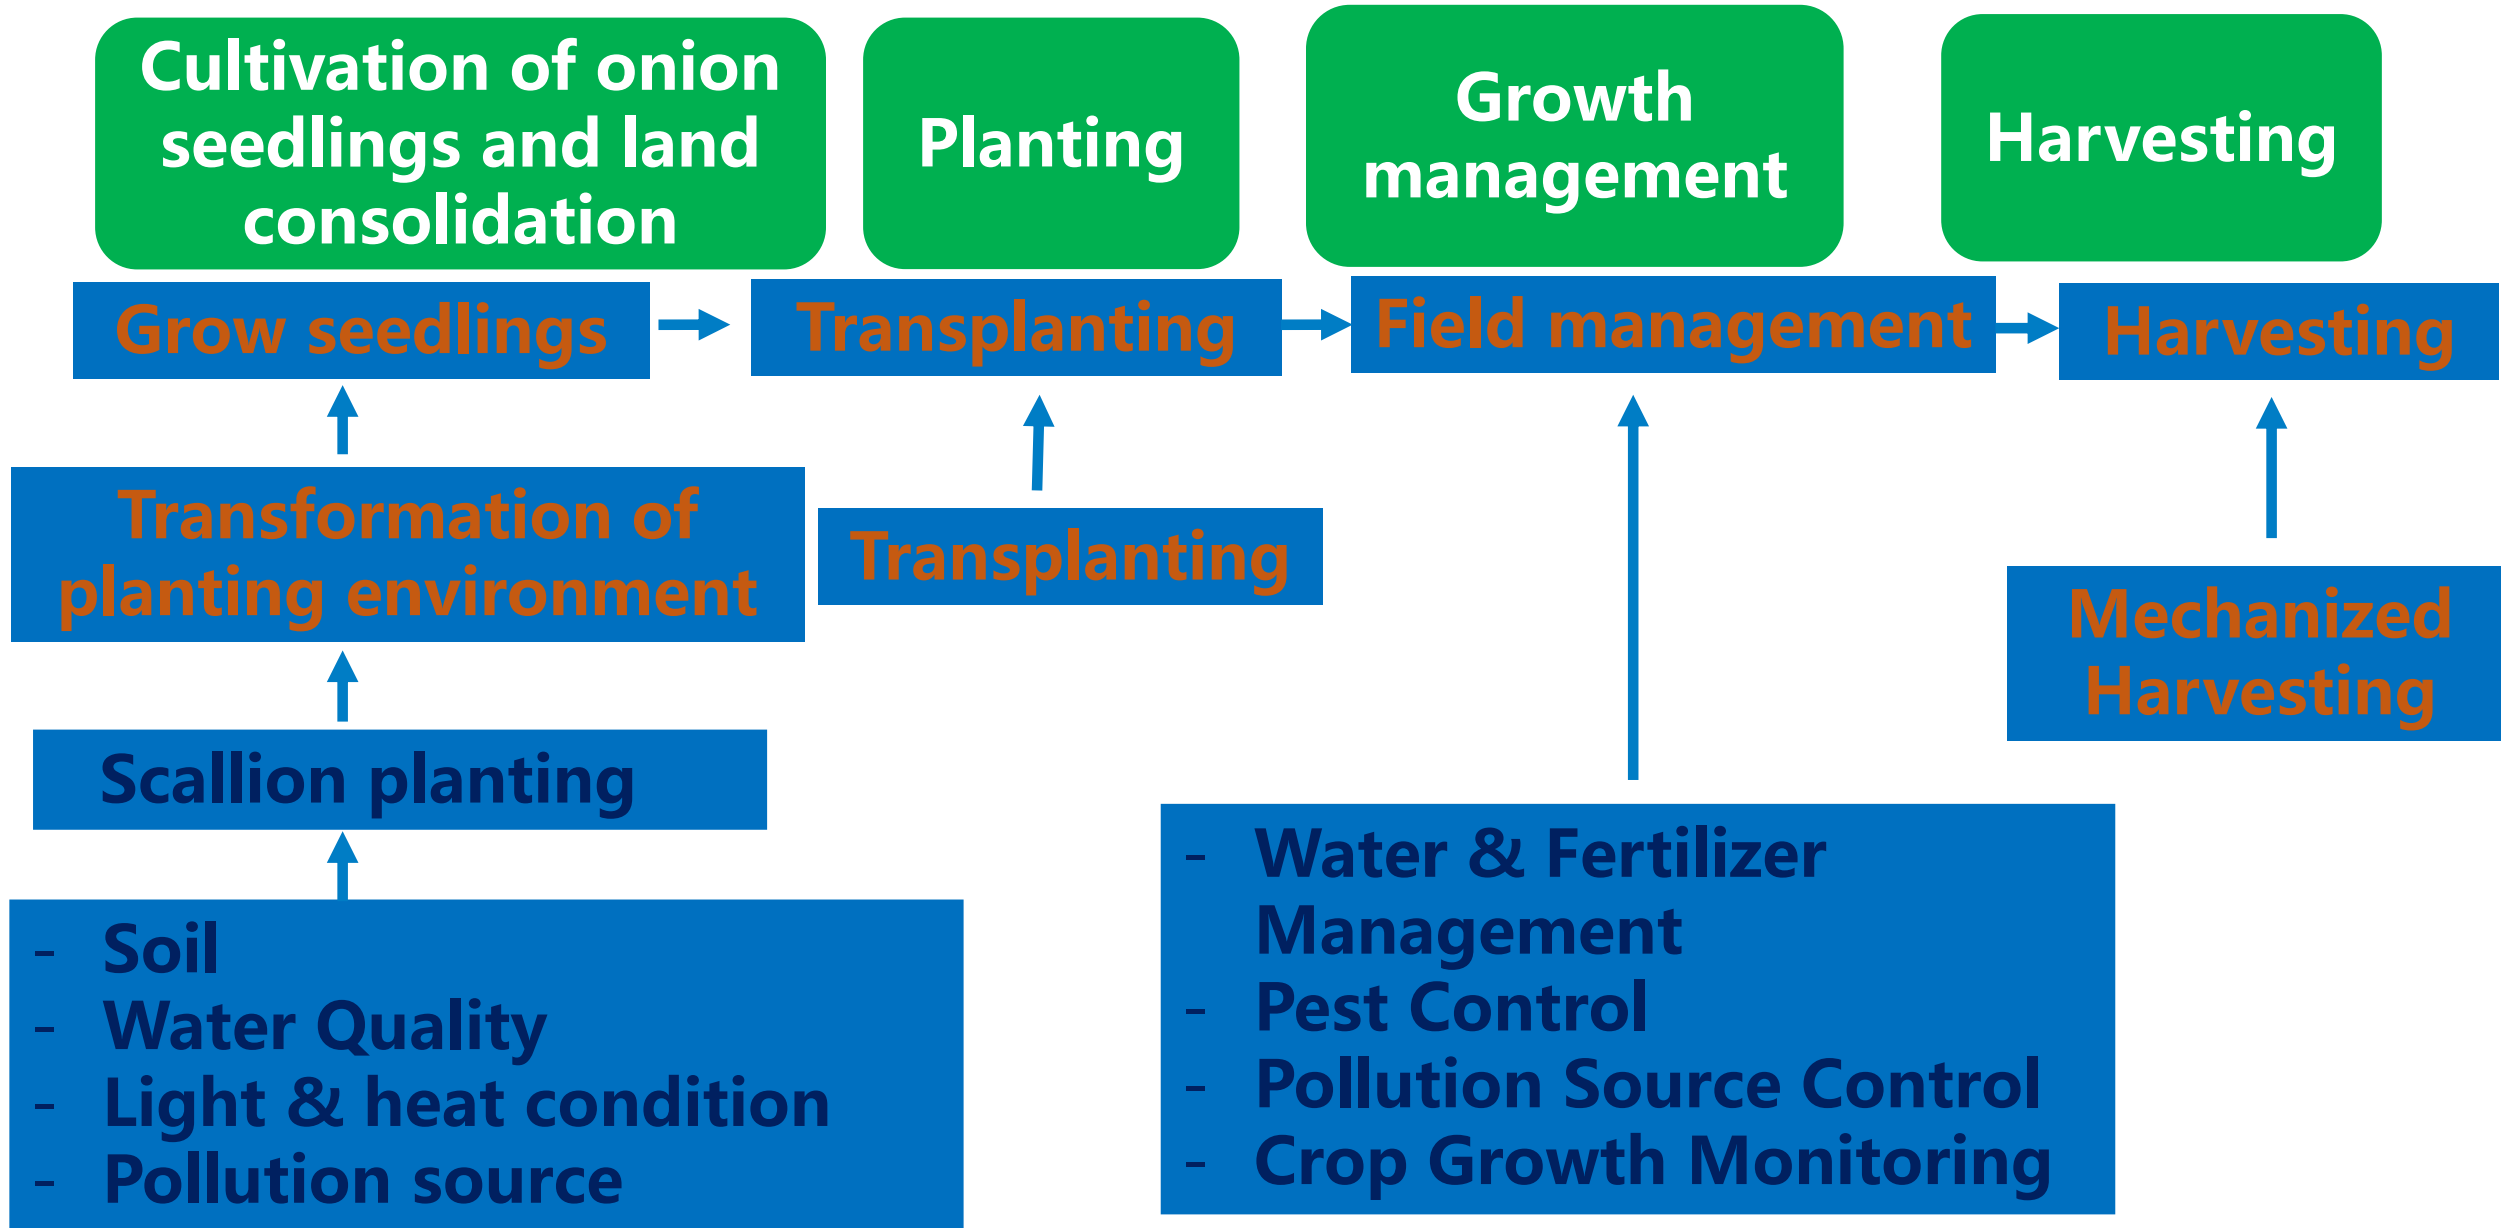 Cultivation of onion
seedlings and land
consolidation
Planting
Growth
management
Harvesting
Grow seedlings
Transplanting
Field management
Harvesting
Transformation of
planting environment
Transplanting
Mechanized
Harvesting
Scallion planting
- Soil
- Water Quality
- Light & heat condition
- Pollution source
- Water & Fertilizer
Management
- Pest Control
- Pollution Source Control
- Crop Growth Monitoring